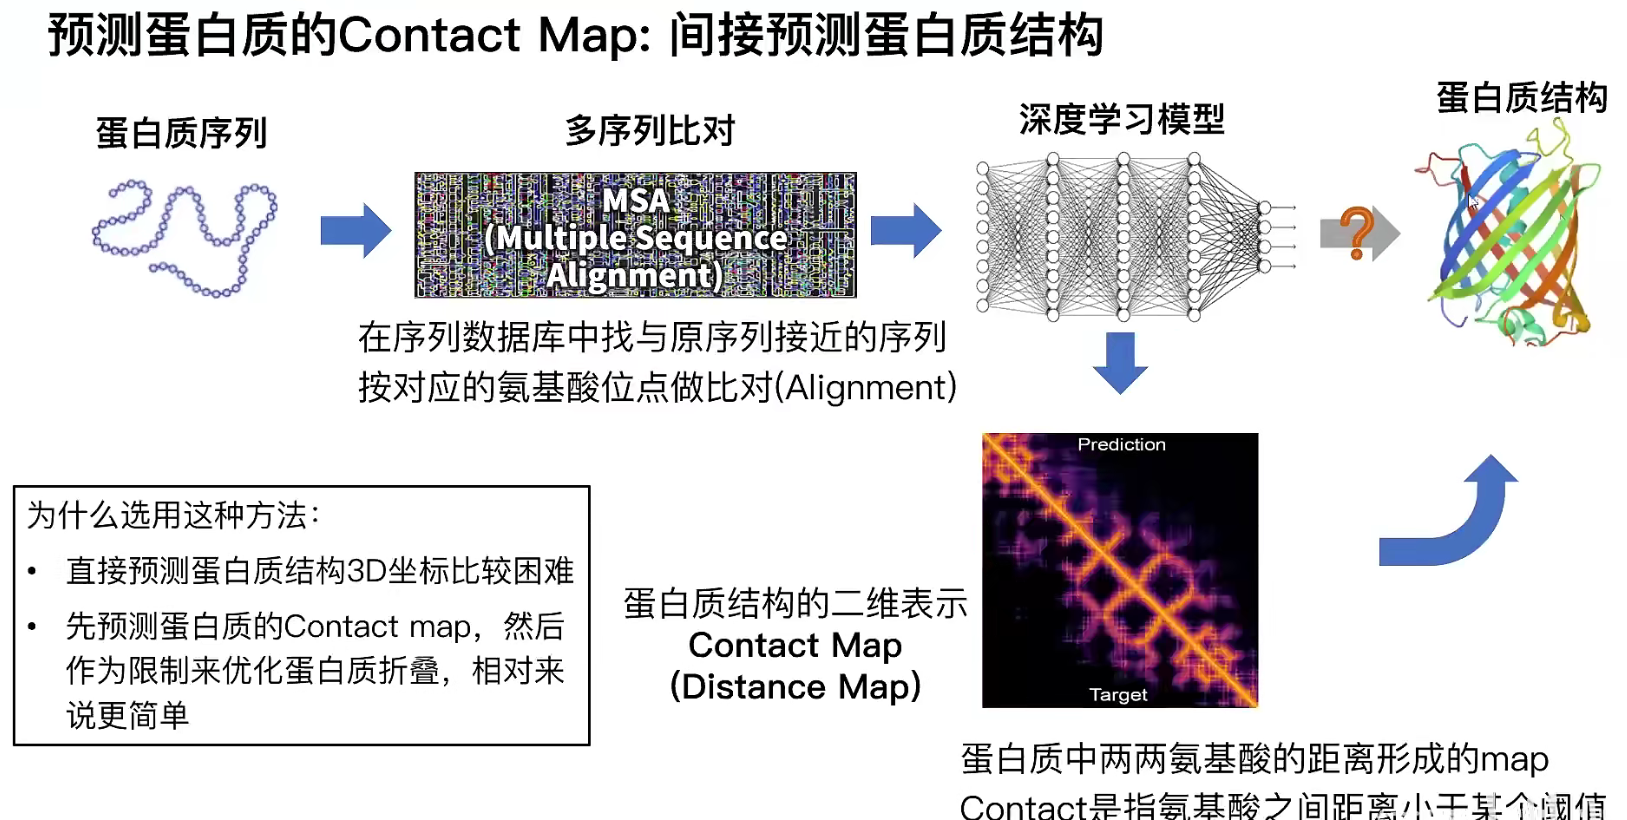 预测蛋白质的Contact Map: 间接预测蛋白质结构
蛋白质序列
多序列比对
深度学习模型
蛋白质结构
MSA
(Multiple Sequence
Alignment)
?
在序列数据库中找与原序列接近的序列
按对应的氨基酸位点做比对(Alignment)
为什么选用这种方法：
• 直接预测蛋白质结构3D坐标比较困难
• 先预测蛋白质的Contact map，然后
作为限制来优化蛋白质折叠，相对来
说更简单
蛋白质结构的二维表示
Contact Map
(Distance Map)
Prediction
Target
蛋白质中两两氨基酸的距离形成的map
Contact是指氨基酸之间距离小于某个阈值